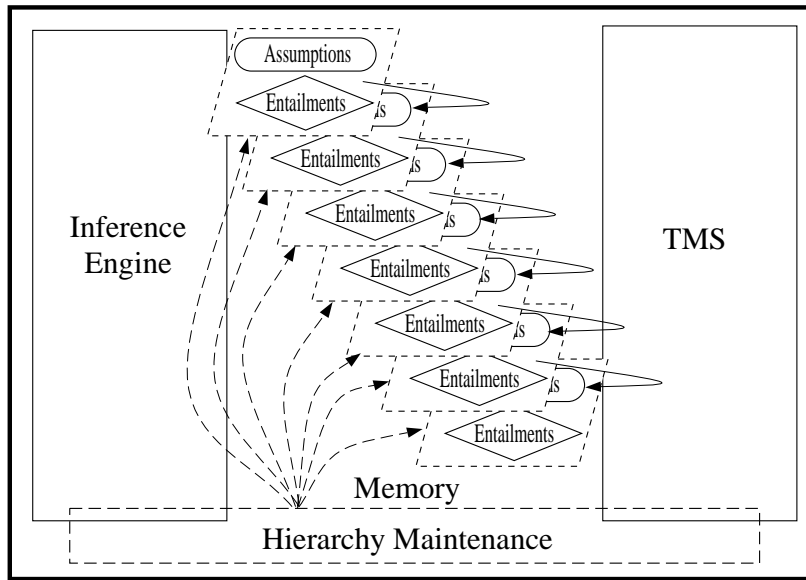 Assumptions
Entailments
Entailments
Entailments
Inference
Engine
TMS
Entailments
Entailments
Entailments
Entailments
Memory
Hierarchy Maintenance